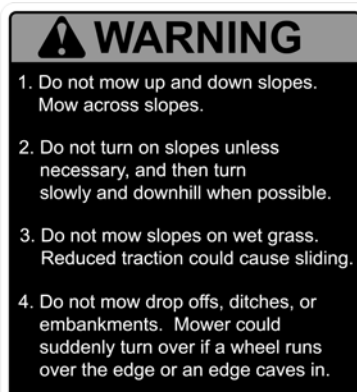 WARNING
1. Do not mow up and down slopes.
Mow across slopes.
2. Do not turn on slopes unless
necessary, and then turn
slowly and downhill when possible.
3. Do not mow slopes on wet grass.
Reduced traction could cause sliding.
4. Do not mow drop offs, ditches, or
embankments. Mower could
suddenly turn over if a wheel runs
over the edge or an edge caves in.